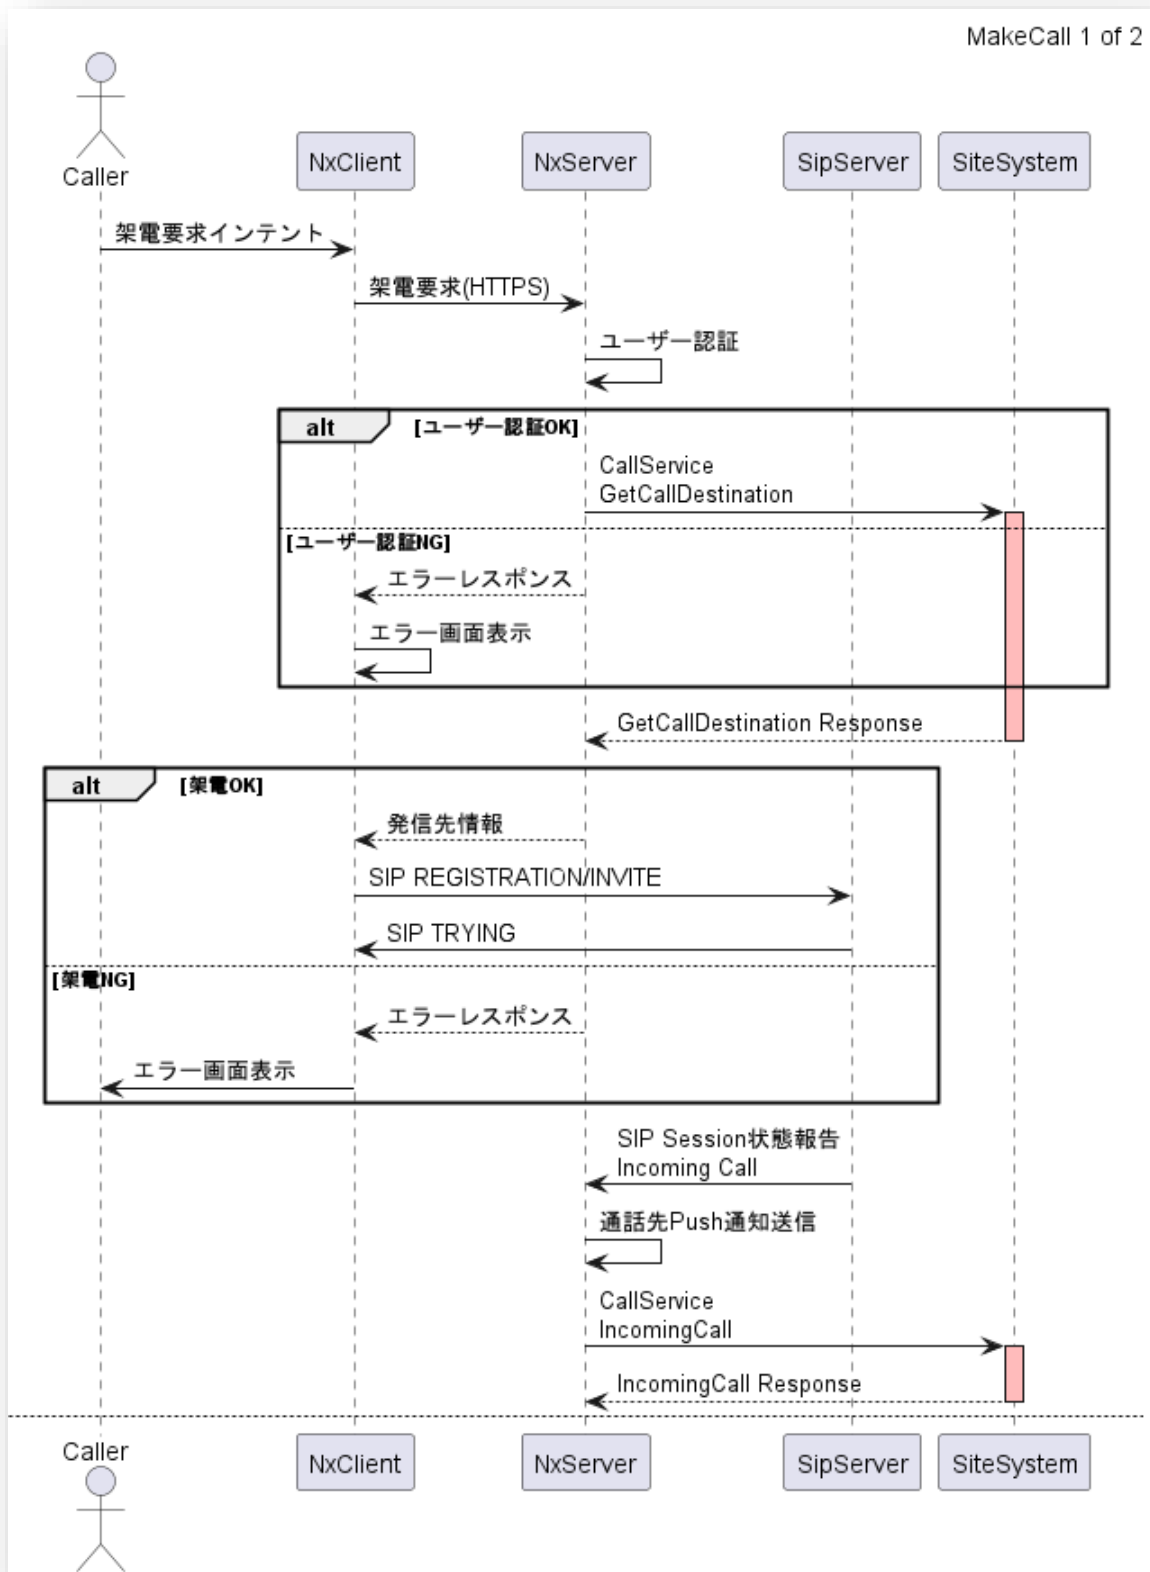 MakeCall 1 of 2
Caller
NxClient
NxServer
SipServer
SiteSystem
架電要求インテント
架電要求(HTTPS)
ユーザー認証
alt
[ユーザー認証OK]
CallService
GetCallDestination
[ユーザー認証NG]
エラーレスポンス
エラー画面表示
GetCallDestination Response
alt
[架電OK]
発信先情報
SIP REGISTRATION/INVITE
SIP TRYING
[架電NG]
エラーレスポンス
エラー画面表示
SIP Session状態報告
Incoming Call
通話先Push通知送信
CallService
IncomingCall
IncomingCall Response
Caller
NxClient
NxServer
SipServer
SiteSystem